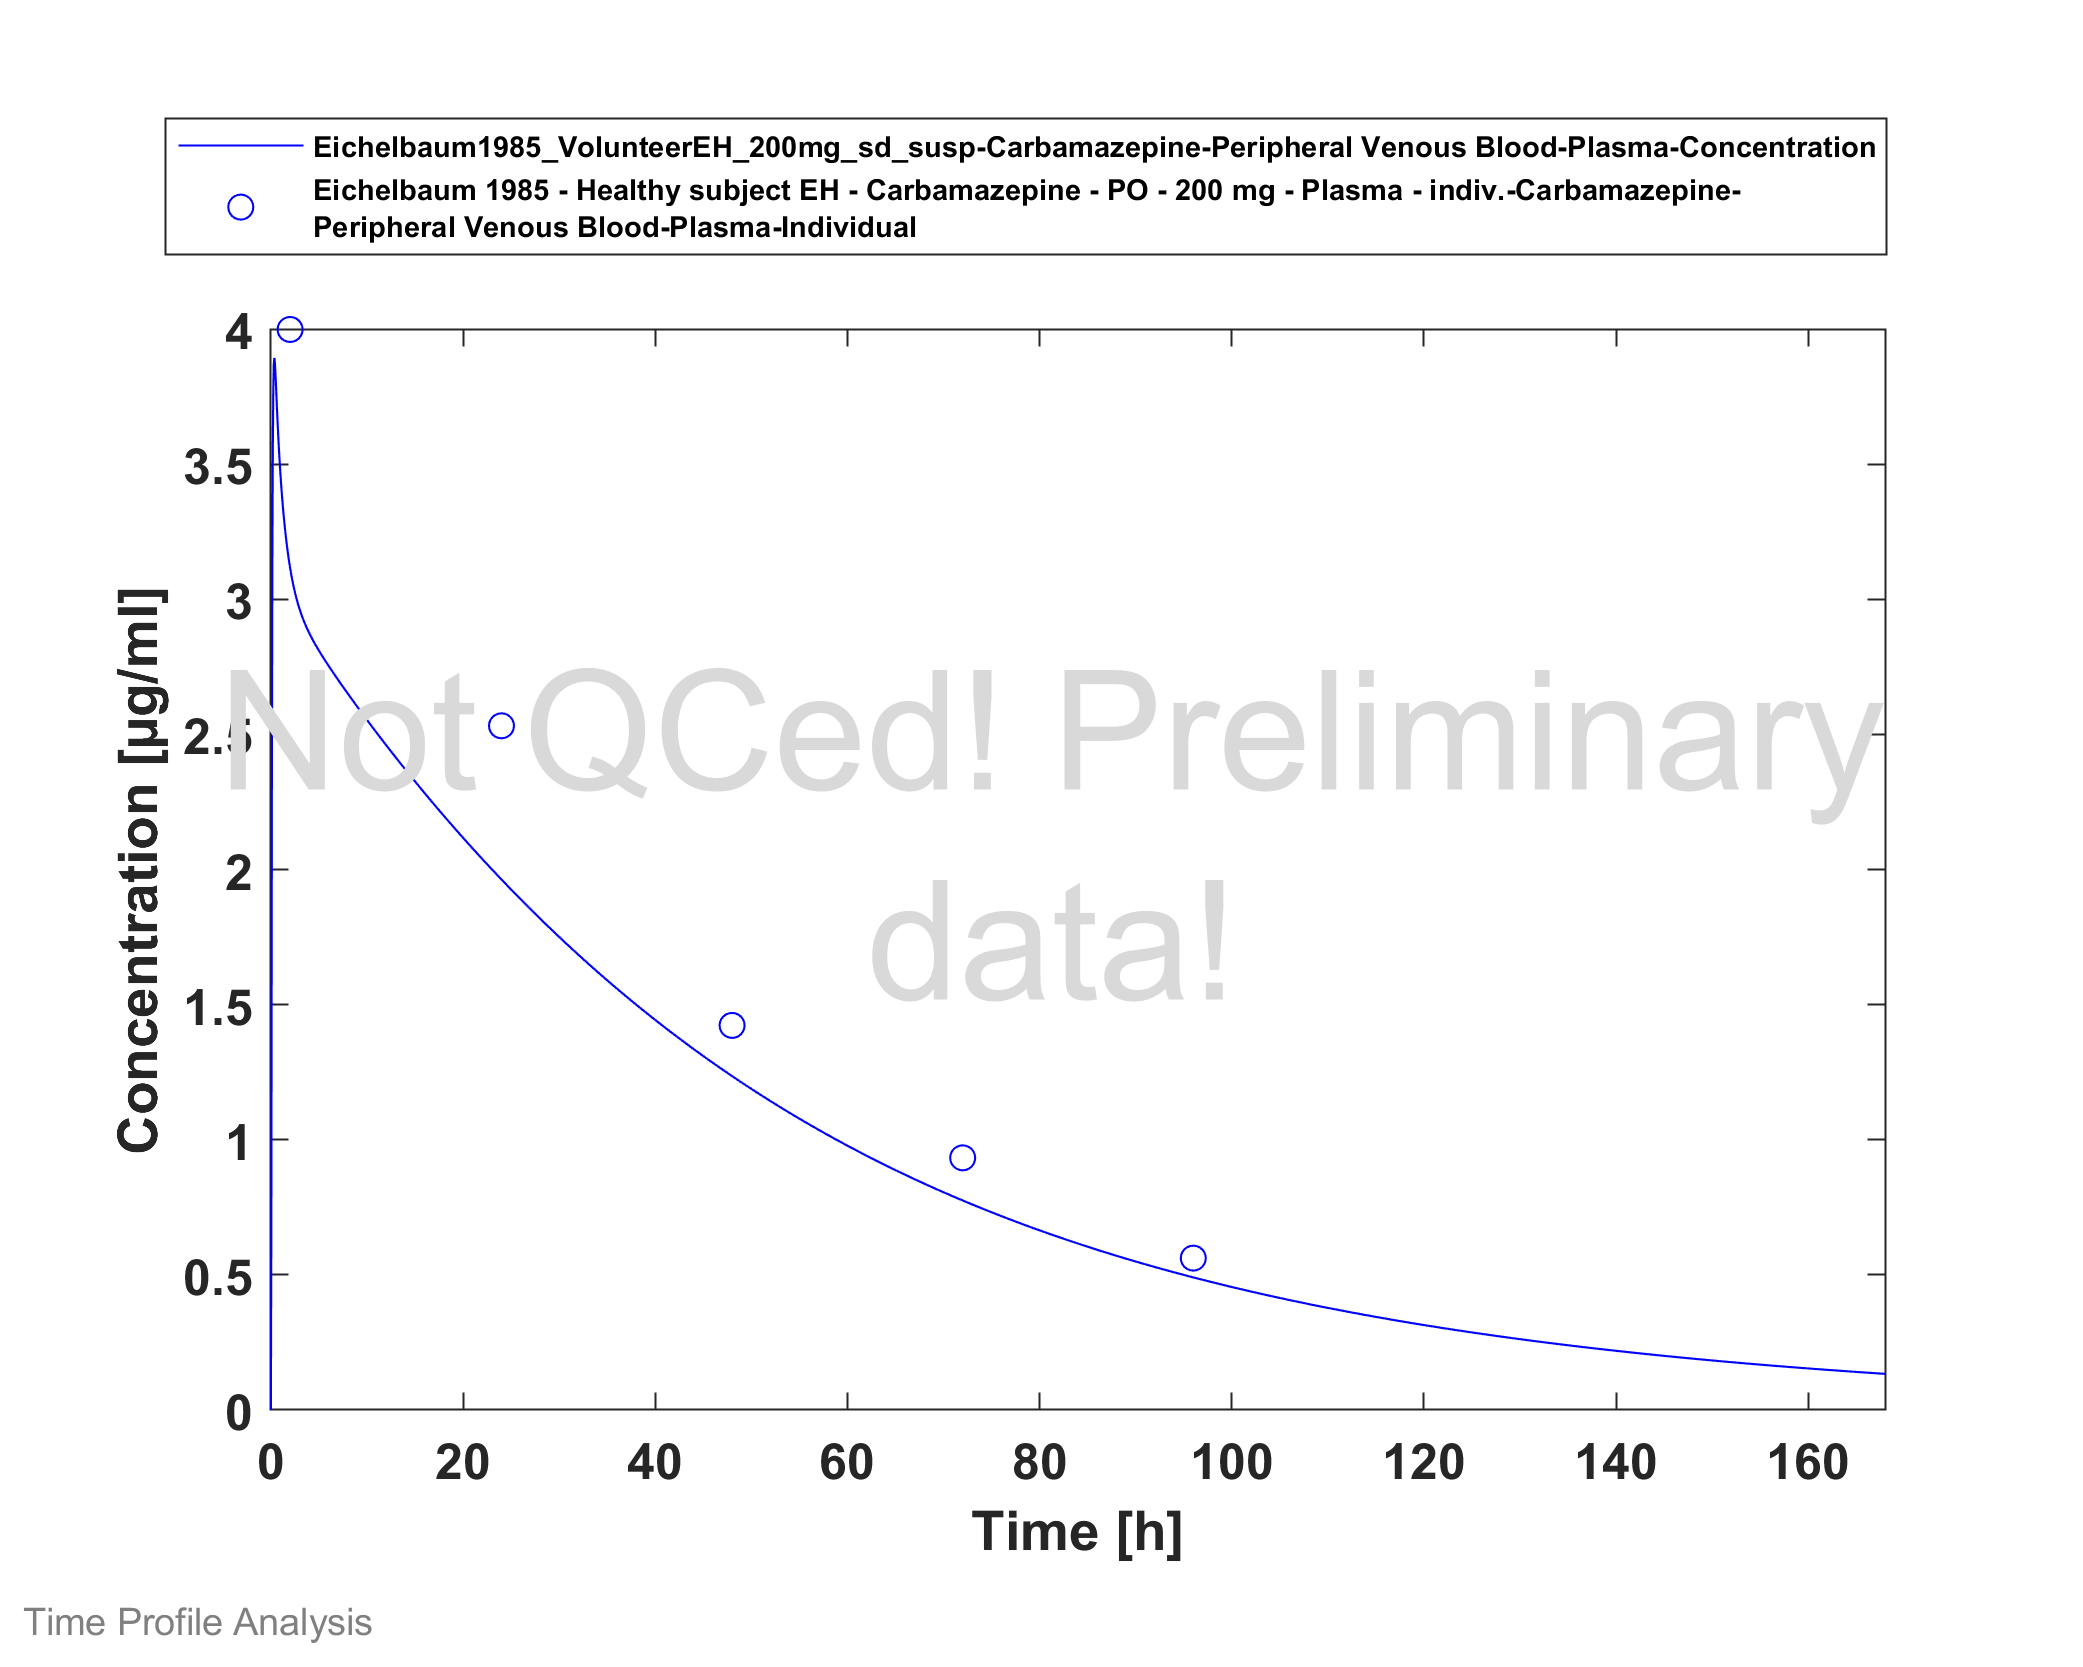 Eichelbaum1985_VolunteerEH_200mg_sd_susp-Carbamazepine-Peripheral Venous Blood-Plasma-Concentration
Eichelbaum 1985 - Healthy subject EH - Carbamazepine - PO - 200 mg - Plasma - indiv.-Carbamazepine-
Peripheral Venous Blood-Plasma-Individual
4
3.5
3
2.5
2
1.5
1
0.5
0
Concentration [µg/ml]
Not QCed! Preliminary
data!
0 20 40 60 80 100 120 140 160
Time [h]
Time Profile Analysis